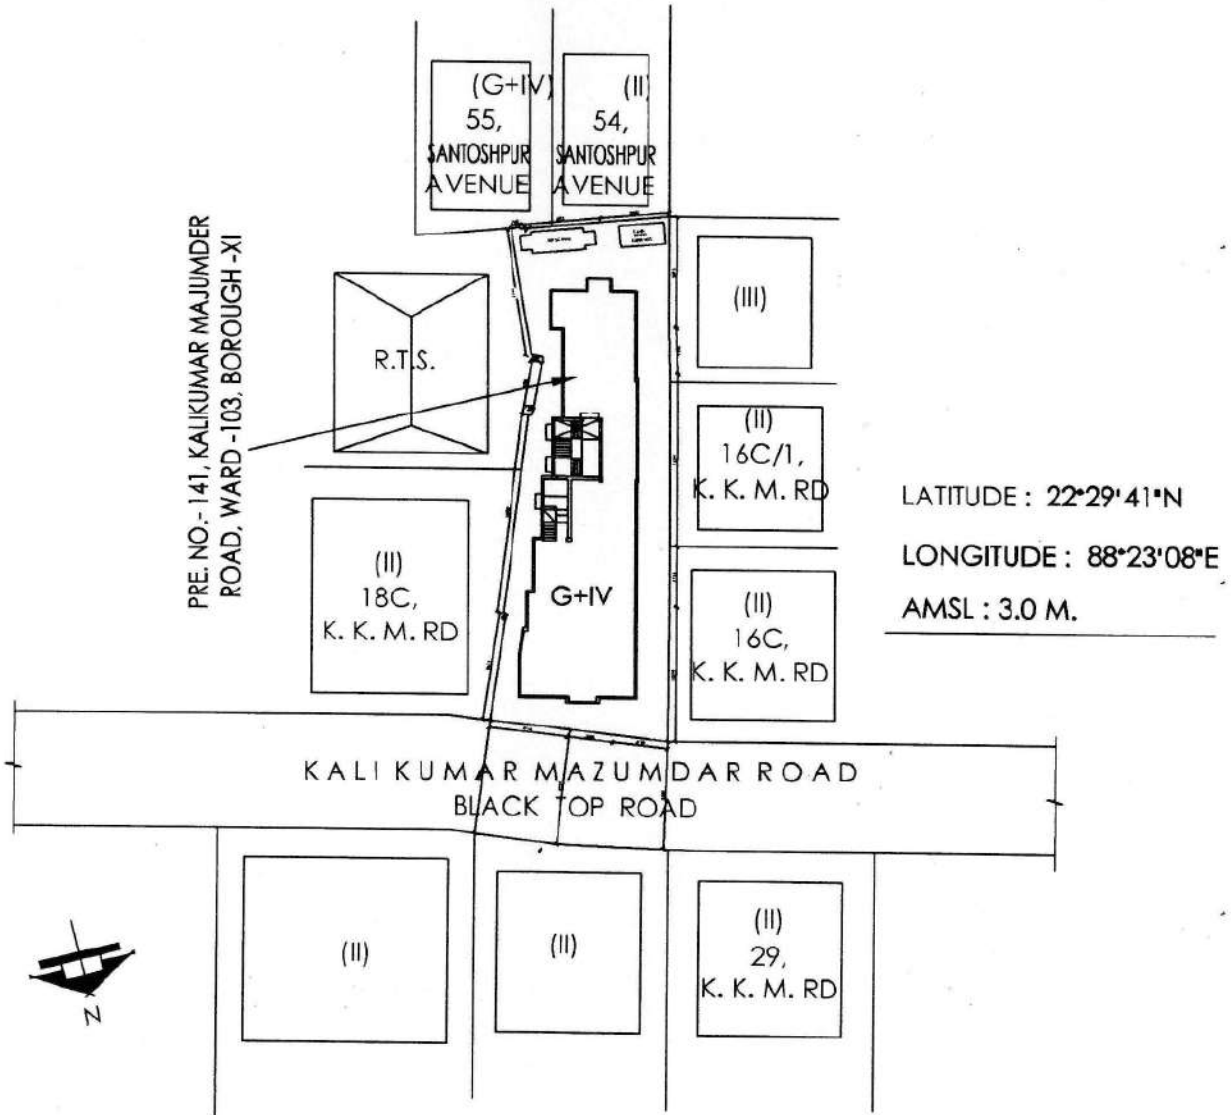 (G+IV)
55,
SANTOSHPUR
AVENUE
(II)
54,
SANTOSHPUR
AVENUE
PRE. NO.- 141, KALIKUMAR MAJUMDER
ROAD, WARD -103, BOROUGH -XI
R.T.S.
(III)
(II)
16C/1,
K. K. M. RD
LATITUDE : 22°29'41"N
LONGITUDE : 88°23'08"E
AMSL : 3.0 M.
(II)
18C,
K. K. M. RD
G+IV
(II)
16C,
K. K. M. RD
KALI KUMAR MAZUMDAR ROAD
BLACK TOP ROAD
(II)
(II)
(II)
29,
K. K. M. RD
N